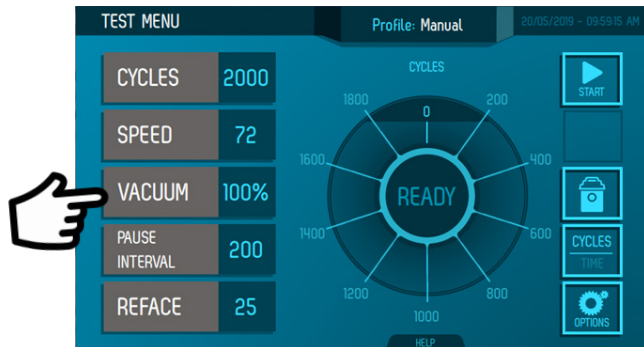 TEST MENU
Profile: Manual
20/05/2019 - 09:59:15 AM
CYCLES 2000
SPEED 72
VACUUM 100%
PAUSE
INTERVAL
200
REFACE 25
CYCLES
0
200
400
600
800
1000
1200
1400
1600
1800
READY
START
CYCLES
TIME
OPTIONS
HELP